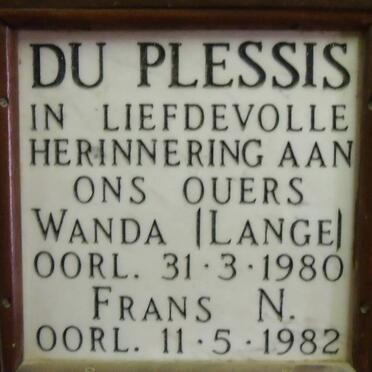 DU PLESSIS
IN LIEFDEVOLLE
HERINNERING AAN
ONS OUERS
WANDA (LANGE)
OORL. 31·3·1980
FRANS N.
OORL. 11·5·1982